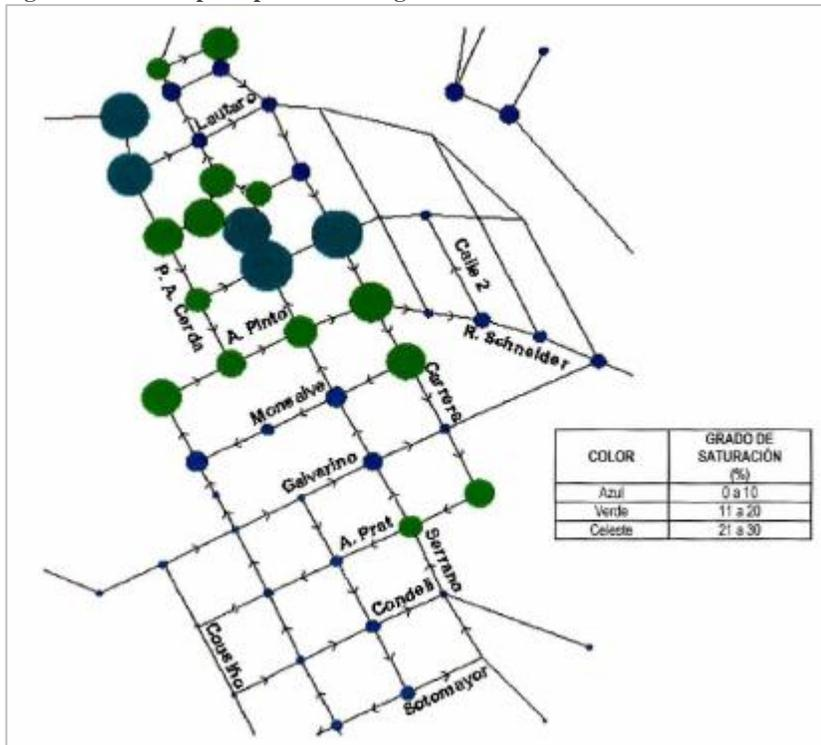 Lautaro
P. A. Cerda
A. Pinto
Calle 2
R. Schneider
Carrera
Monsalve
Galvarino
A. Prat
Serrano
Condell
Cousiño
Sotomayor
COLOR
GRADO DE SATURACIÓN (%)
Azul
0 a 10
Verde
11 a 20
Celeste
21 a 30